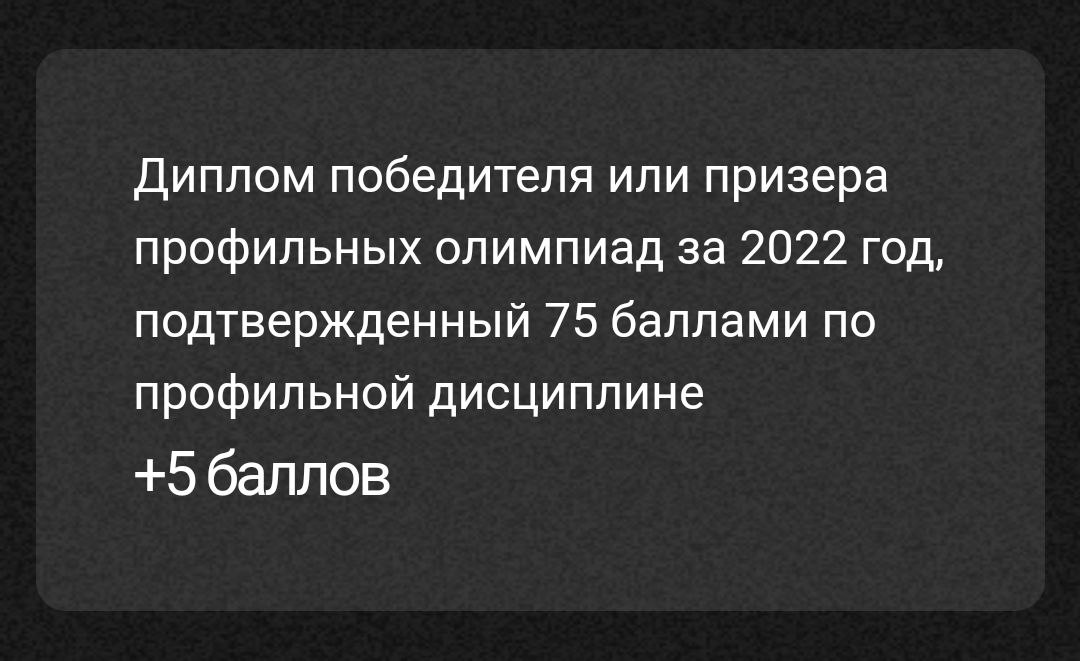 Диплом победителя или призера
профильных олимпиад за 2022 год,
подтвержденный 75 баллами по
профильной дисциплине
+5 баллов